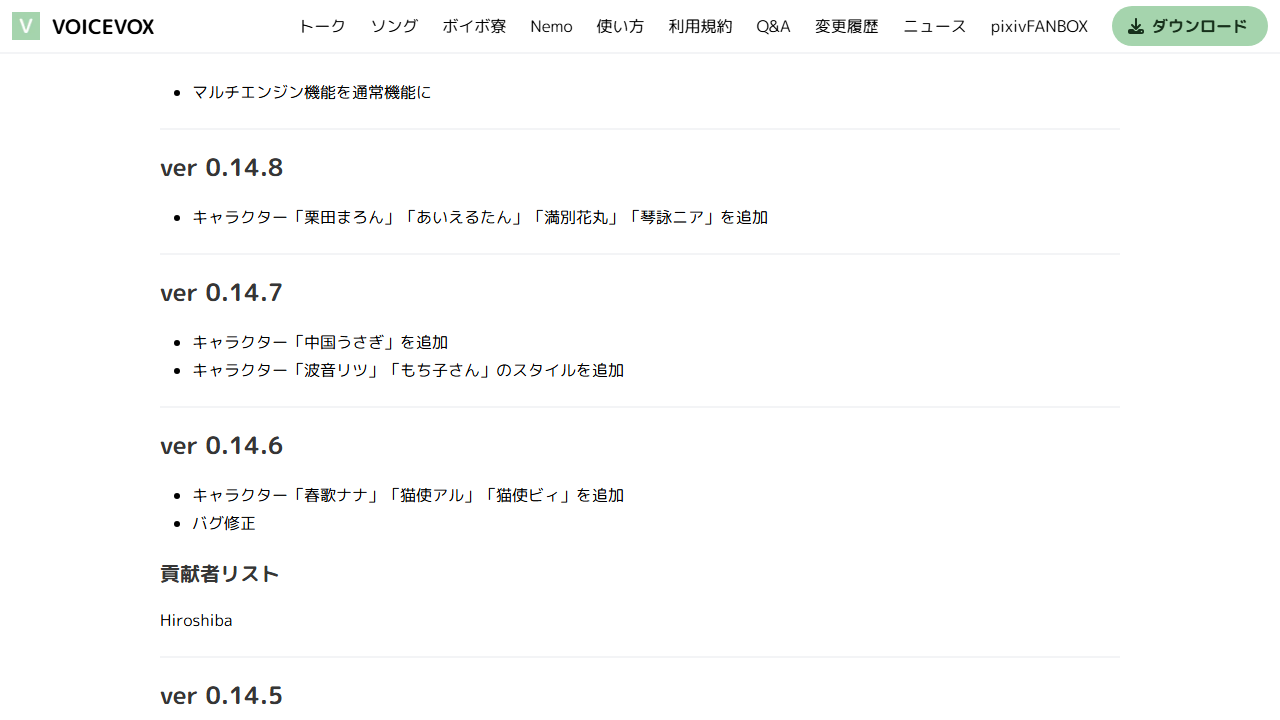 V VOICEVOX トーク ソング ボイボ寮 Nemo 使い方 利用規約 Q&A 変更履歴 ニュース pixivFANBOX ダウンロード
マルチエンジン機能を通常機能に
ver 0.14.8
キャラクター「栗田まろん」「あいえるたん」「満別花丸」「琴詠ニア」を追加
ver 0.14.7
キャラクター「中国うさぎ」を追加
キャラクター「波音リツ」「もち子さん」のスタイルを追加
ver 0.14.6
キャラクター「春歌ナナ」「猫使アル」「猫使ビィ」を追加
バグ修正
貢献者リスト
Hiroshiba
ver 0.14.5